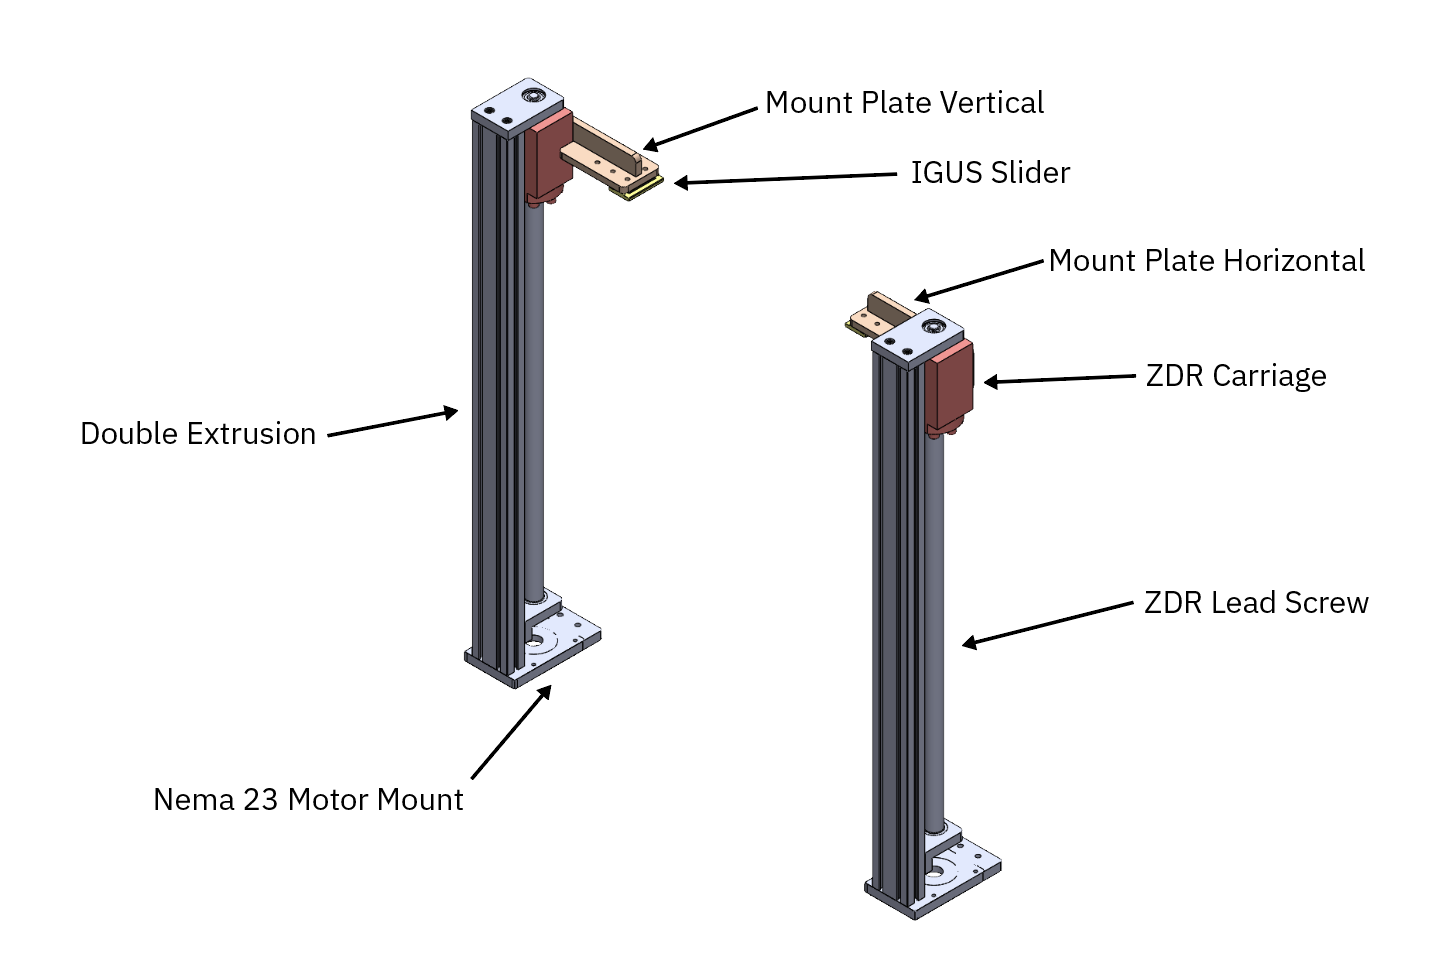 Mount Plate Vertical
IGUS Slider
Mount Plate Horizontal
ZDR Carriage
Double Extrusion
ZDR Lead Screw
Nema 23 Motor Mount